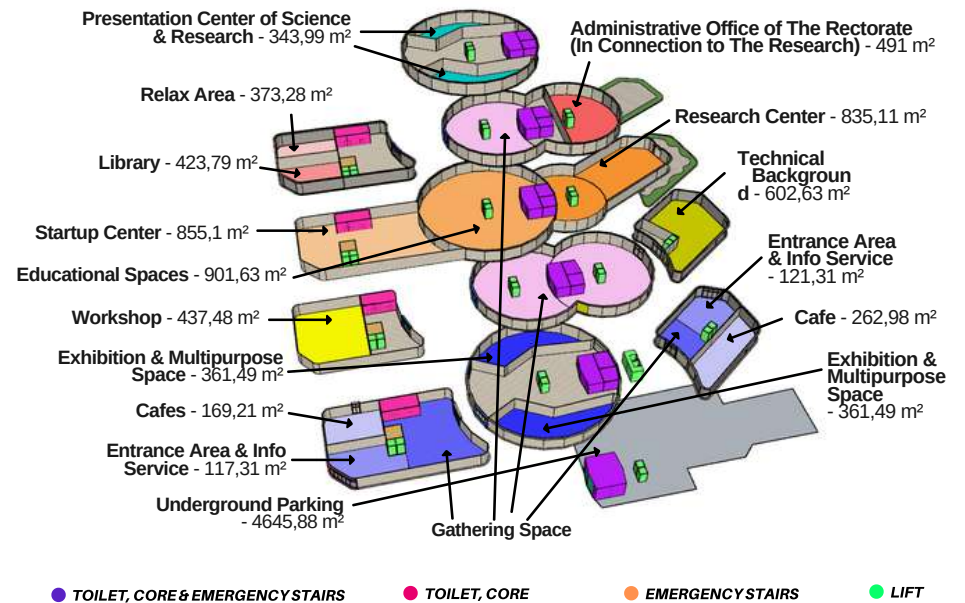 Presentation Center of Science
& Research - 343,99 m²
Administrative Office of The Rectorate
(In Connection to The Research) - 491 m²
Relax Area - 373,28 m²
Research Center - 835,11 m²
Library - 423,79 m²
Technical
Backgroun
d - 602,63 m²
Startup Center - 855,1 m²
Entrance Area
& Info Service
- 121,31 m²
Educational Spaces - 901,63 m²
Workshop - 437,48 m²
Cafe - 262,98 m²
Exhibition & Multipurpose
Space - 361,49 m²
Exhibition &
Multipurpose
Space
- 361,49 m²
Cafes - 169,21 m²
Entrance Area & Info
Service - 117,31 m²
Underground Parking
- 4645,88 m²
Gathering Space
TOILET, CORE & EMERGENCY STAIRS
TOILET, CORE
EMERGENCY STAIRS
LIFT